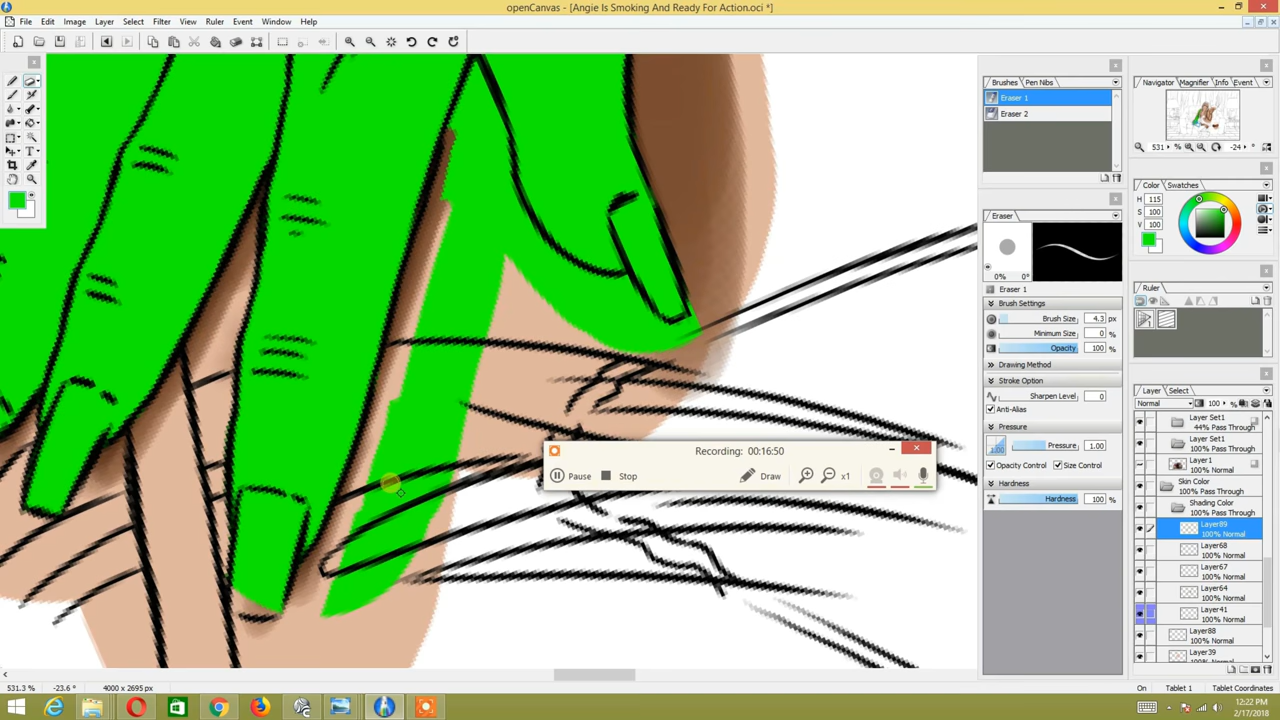 openCanvas - [Angie Is Smoking And Ready For Action.oci *]
File Edit Image Layer Select Filter View Ruler Event Window Help
Brushes Pen Nibs
Eraser 1
Eraser 2
Navigator Magnifier Info Event
531 % -24 °
Color Swatches
H 115
S 100
V 100
Eraser
0% 0°
Eraser 1
Brush Settings
Brush Size 4.3 px
Minimum Size 0 %
Opacity 100 %
Drawing Method
Stroke Option
Sharpen Level 0
Anti-Alias
Pressure
Pressure 1.00
Opacity Control Size Control
Hardness
Hardness 100 %
Ruler
Layer Select
Normal 100 %
Layer Set1
44% Pass Through
Layer Set1
100% Pass Through
Layer1
100% Pass Through
Skin Color
100% Pass Through
Shading Color
100% Pass Through
Layer89
100% Normal
Layer68
100% Normal
Layer67
100% Normal
Layer64
100% Normal
Layer41
100% Normal
Layer88
100% Normal
Layer39
100% Normal
Recording: 00:16:50
Pause Stop Draw x1
531.3 % -23.6 ° 4000 x 2695 px
On Tablet 1 Tablet Coordinates
12:22 PM
2/17/2018